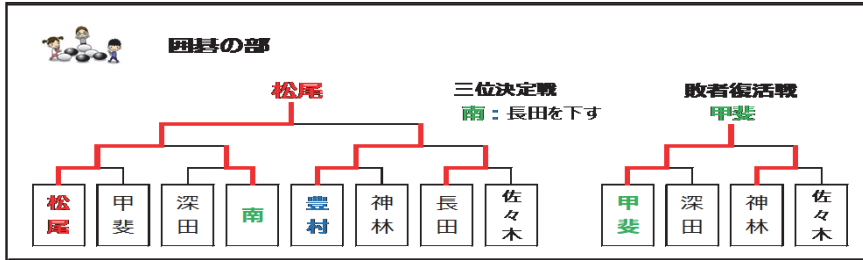 囲碁の部
松尾
三位決定戦
南：長田を下す
敗者復活戦
甲斐
松尾
甲斐
深田
南
豊村
神林
長田
佐々木
甲斐
深田
神林
佐々木